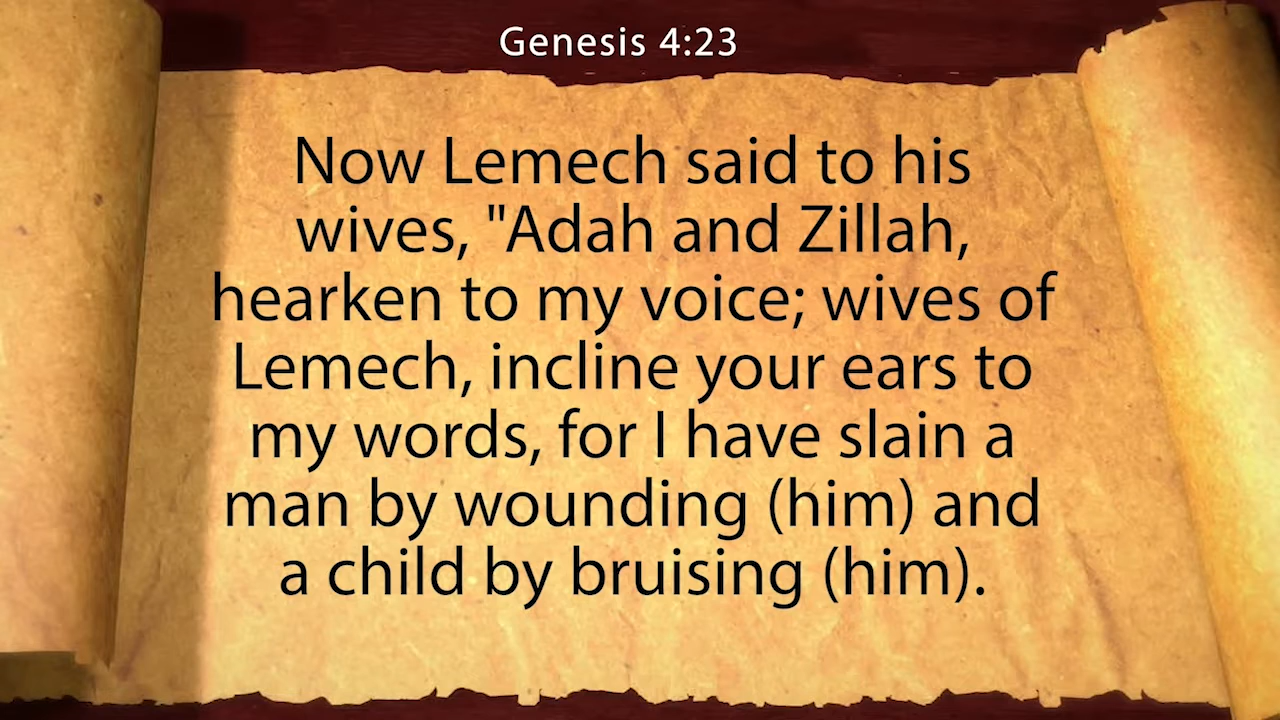 Genesis 4:23
Now Lemech said to his
wives, "Adah and Zillah,
hearken to my voice; wives of
Lemech, incline your ears to
my words, for I have slain a
man by wounding (him) and
a child by bruising (him).